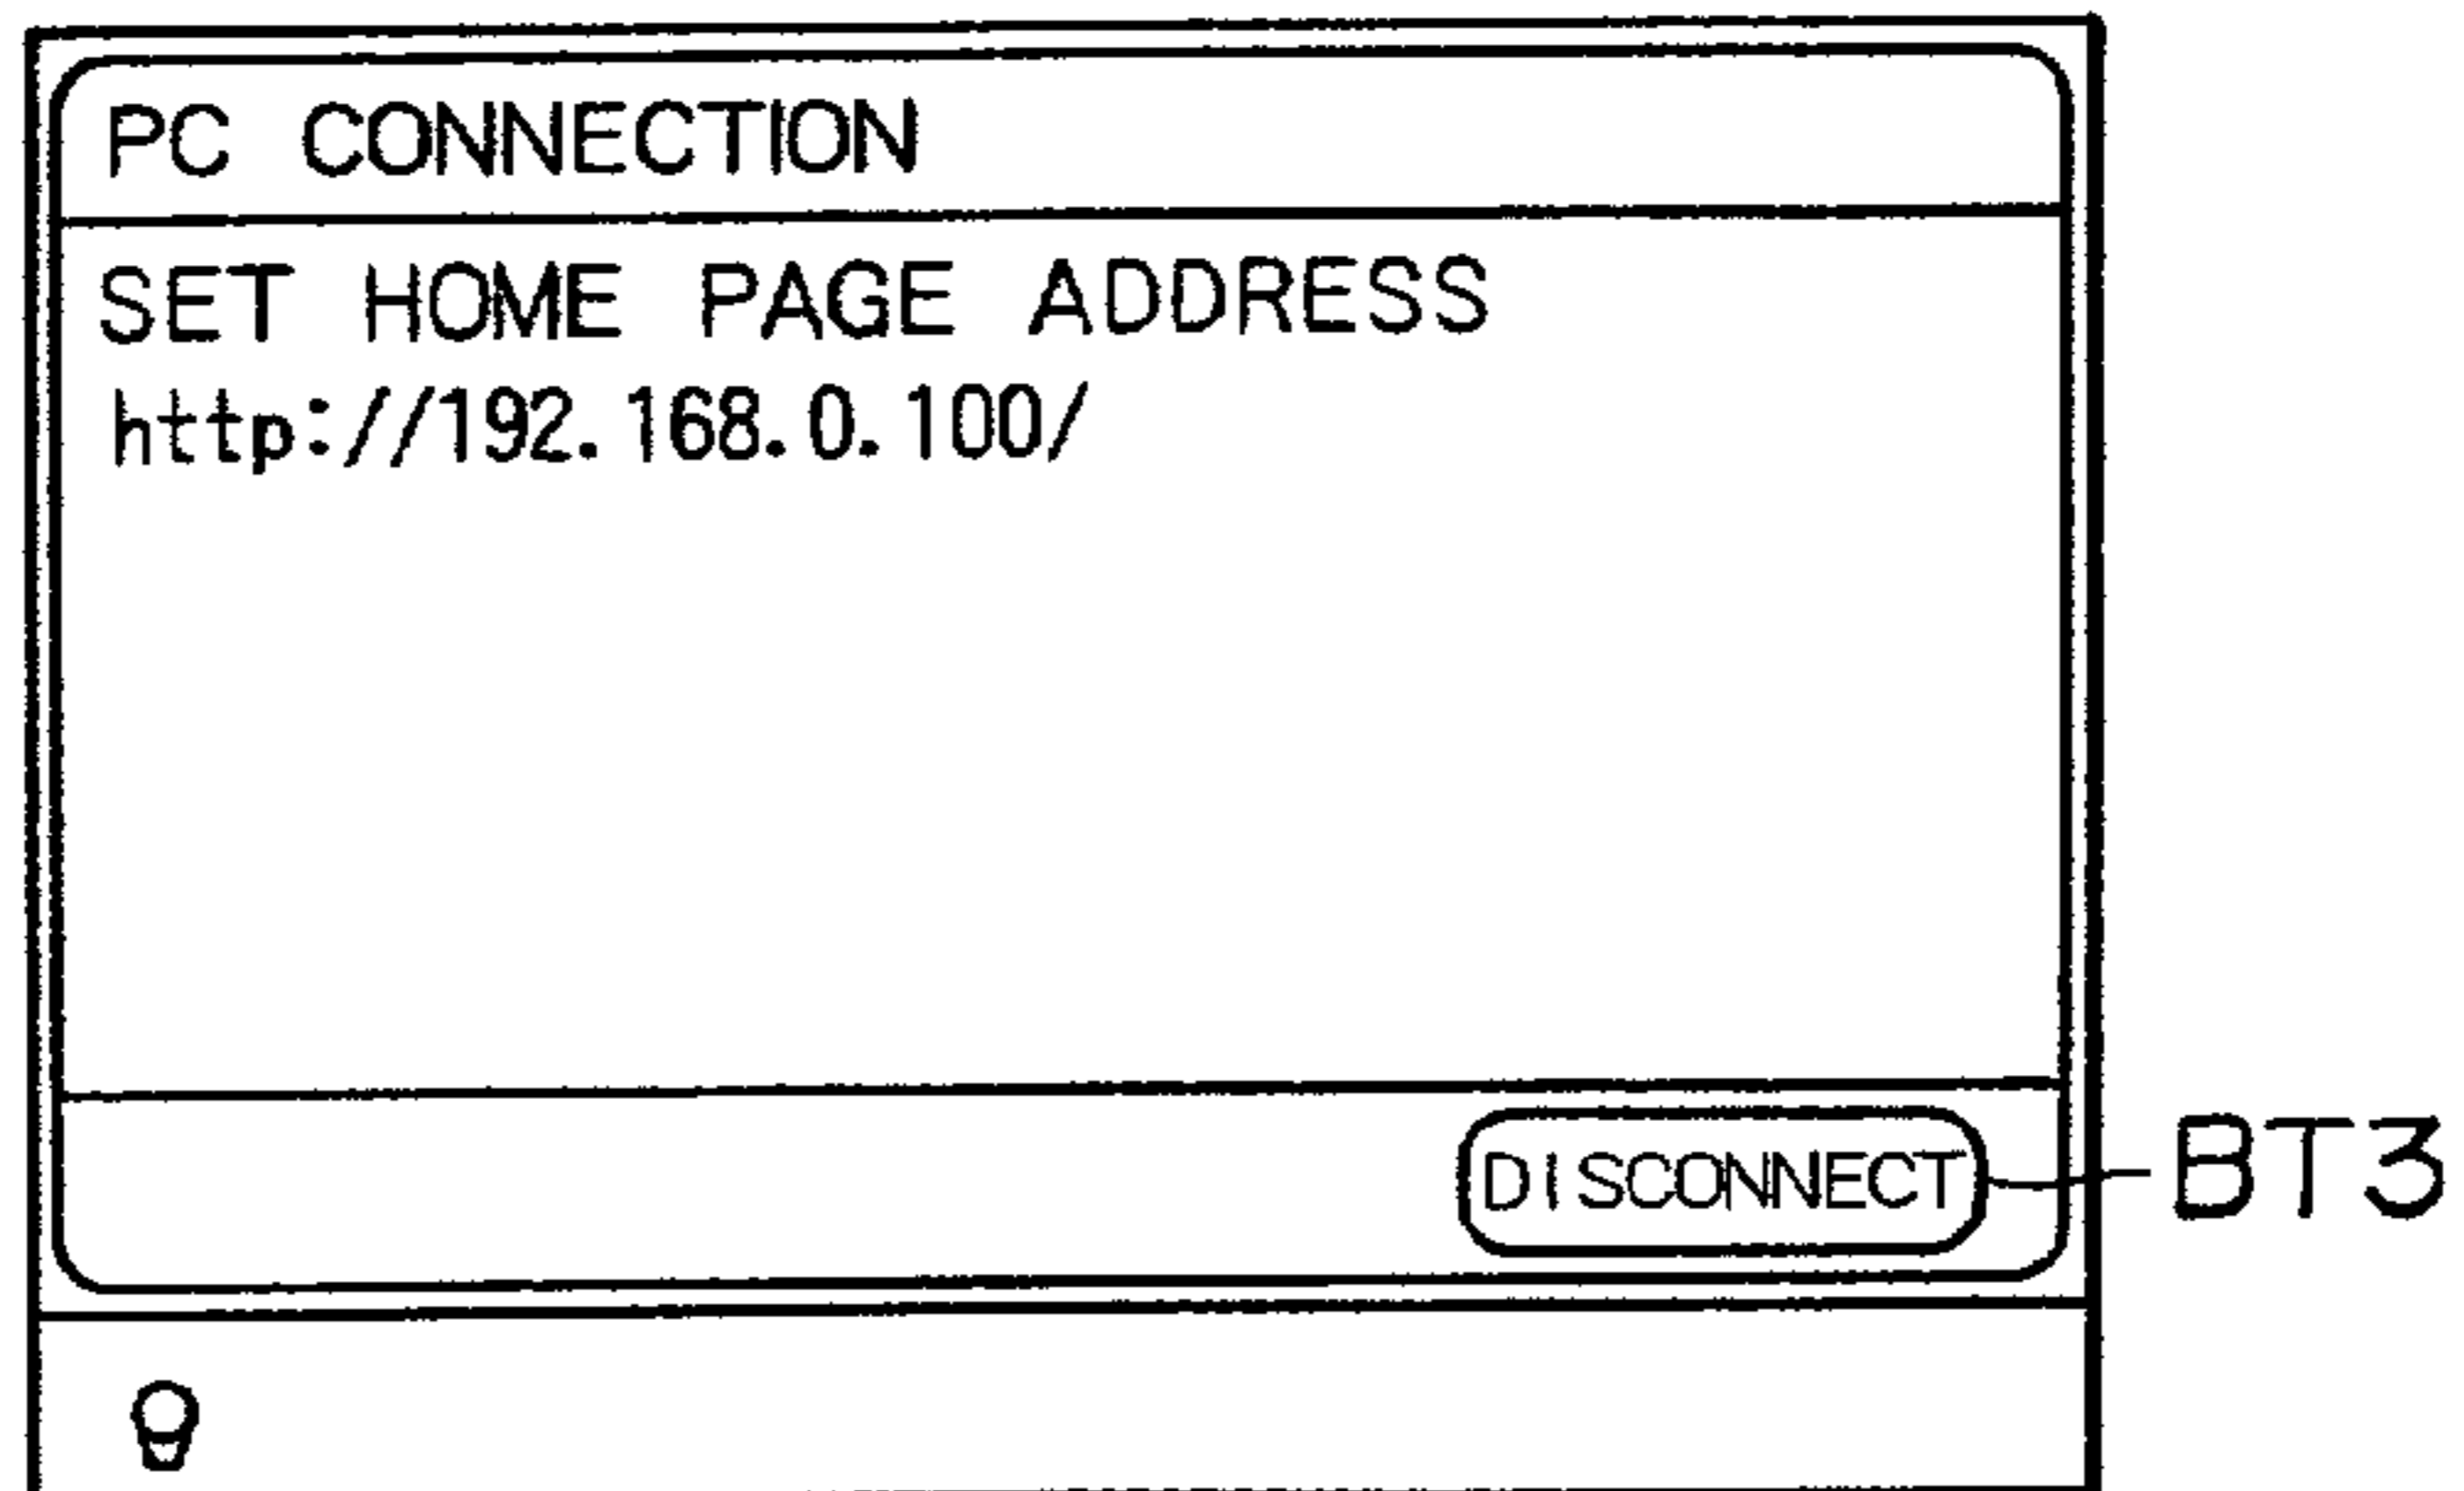 PC CONNECTION
SET HOME PAGE ADDRESS
http://192.168.0.100/
DISCONNECT
BT3